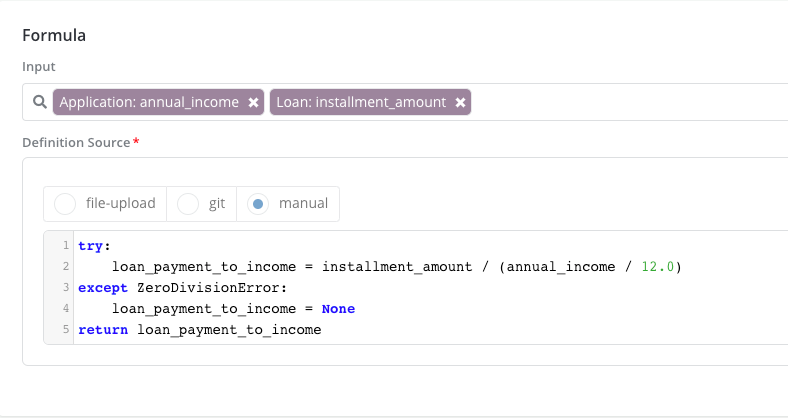 Formula
Input
Application: annual_income ✖ Loan: installment_amount ✖
Definition Source*
file-upload git manual
1 try:
2     loan_payment_to_income = installment_amount / (annual_income / 12.0)
3 except ZeroDivisionError:
4     loan_payment_to_income = None
5 return loan_payment_to_income